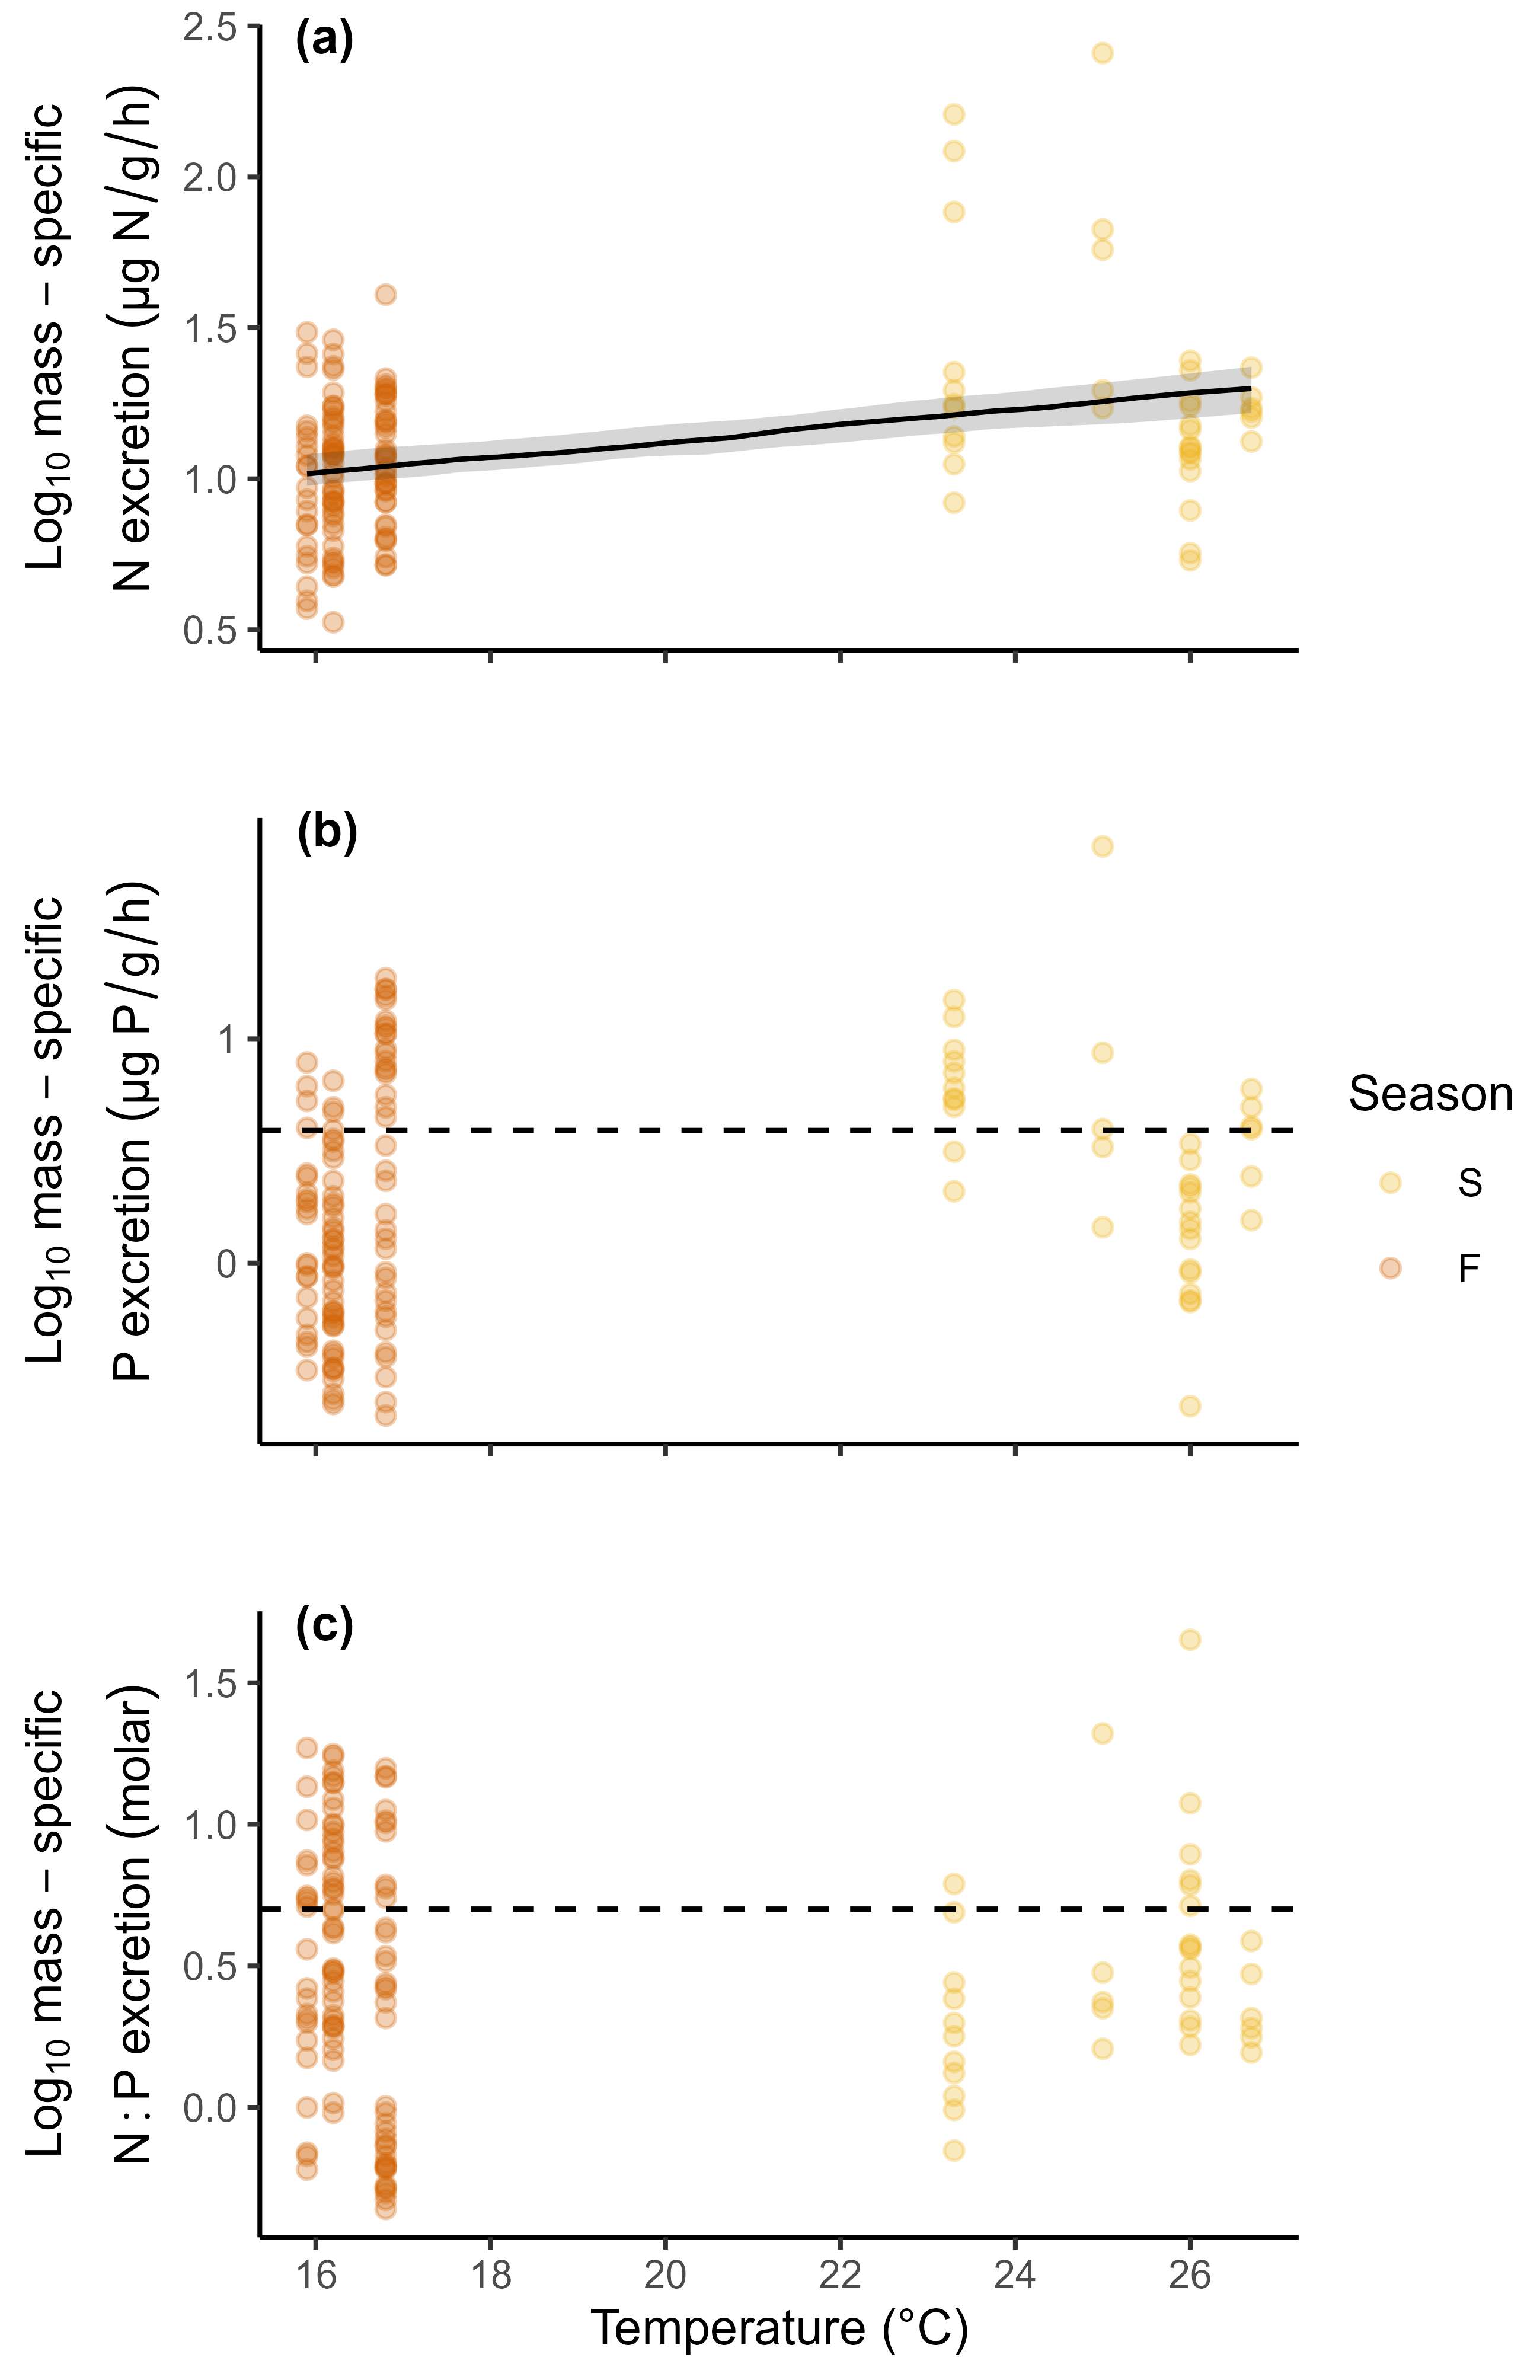 (a)
Log₁₀ mass − specific
N excretion (μg N/g/h)
2.5
2.0
1.5
1.0
0.5
(b)
Log₁₀ mass − specific
P excretion (μg P/g/h)
1
0
Season
S
F
(c)
Log₁₀ mass − specific
N : P excretion (molar)
1.5
1.0
0.5
0.0
16 18 20 22 24 26
Temperature (°C)